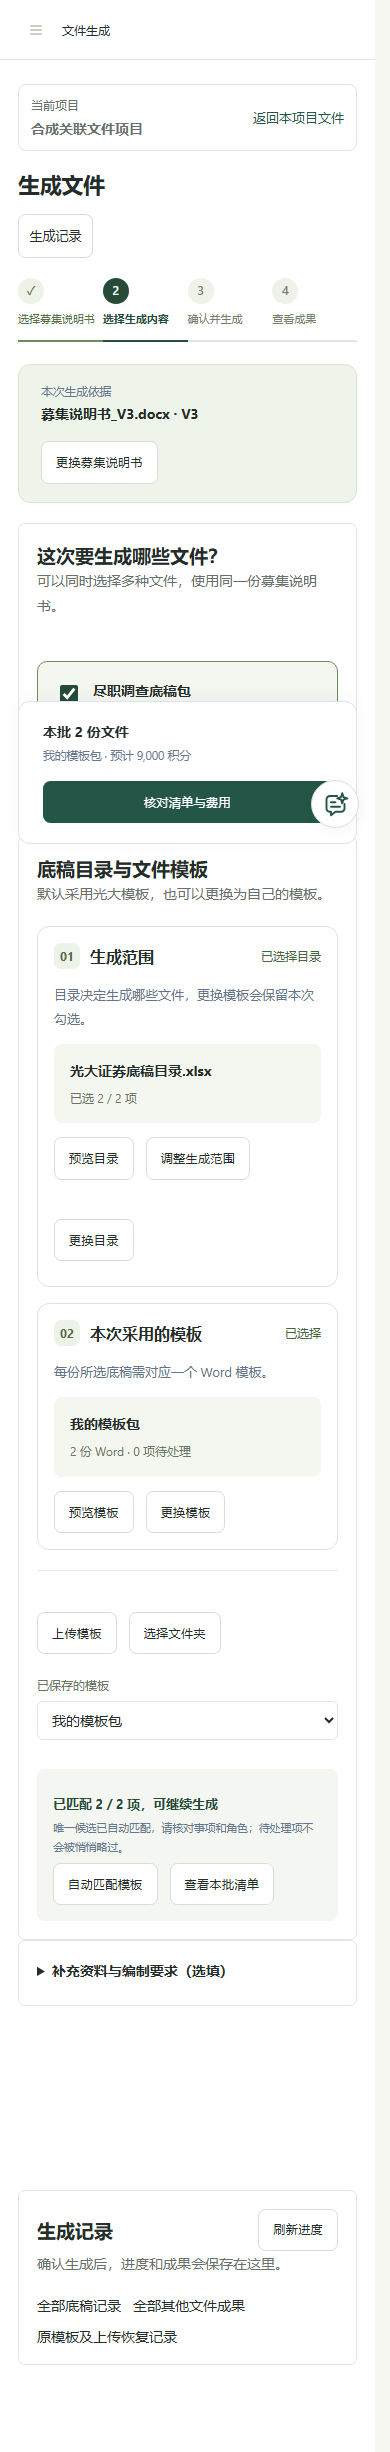 文件生成
当前项目
合成关联文件项目
返回本项目文件
生成文件
生成记录
✓
2
3
4
选择募集说明书
选择生成内容
确认并生成
查看成果
本次生成依据
募集说明书_V3.docx · V3
更换募集说明书
这次要生成哪些文件？
可以同时选择多种文件，使用同一份募集说明
书。
尽职调查底稿包
本批 2 份文件
我的模板包 · 预计 9,000 积分
核对清单与费用
底稿目录与文件模板
默认采用光大模板，也可以更换为自己的模板。
01
生成范围
已选择目录
目录决定生成哪些文件，更换模板会保留本次
勾选。
光大证券底稿目录.xlsx
已选 2 / 2 项
预览目录
调整生成范围
更换目录
02
本次采用的模板
已选择
每份所选底稿需对应一个 Word 模板。
我的模板包
2 份 Word · 0 项待处理
预览模板
更换模板
上传模板
选择文件夹
已保存的模板
我的模板包
已匹配 2 / 2 项，可继续生成
唯一候选已自动匹配，请核对事项和角色；待处理项不
会被悄悄略过。
自动匹配模板
查看本批清单
补充资料与编制要求（选填）
生成记录
刷新进度
确认生成后，进度和成果会保存在这里。
全部底稿记录
全部其他文件成果
原模板及上传恢复记录